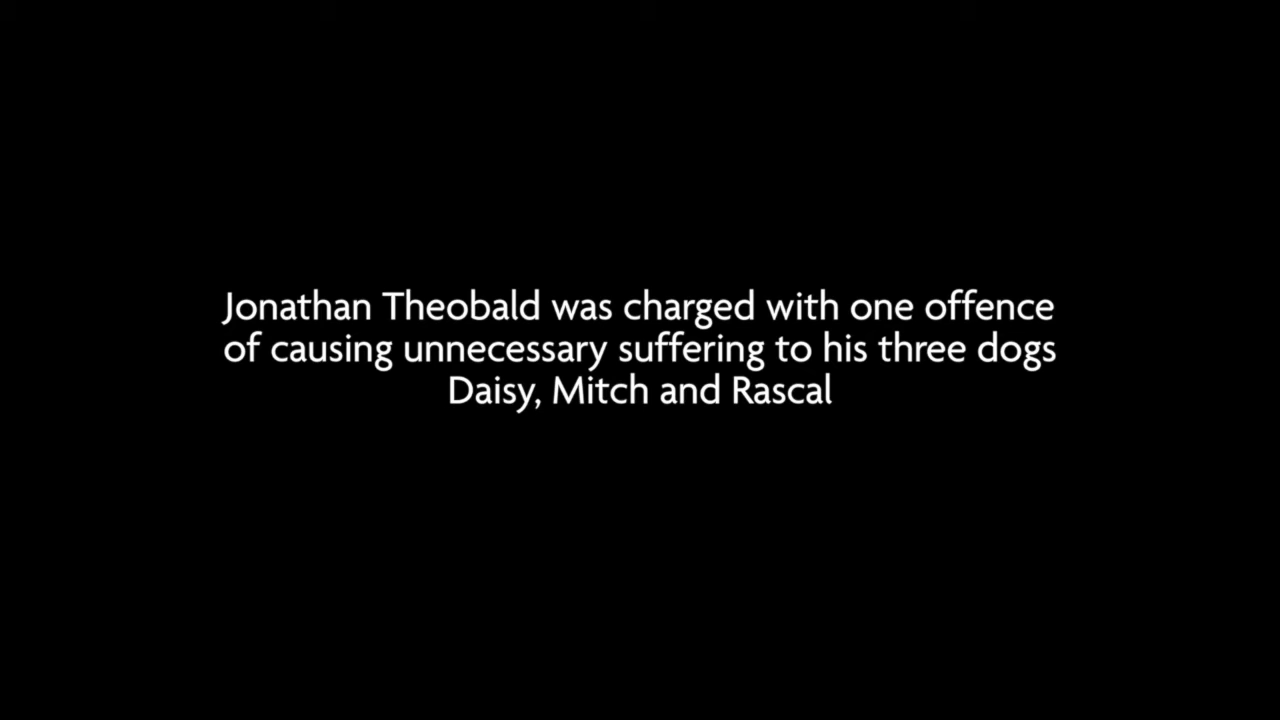 Jonathan Theobald was charged with one offence
of causing unnecessary suffering to his three dogs
Daisy, Mitch and Rascal